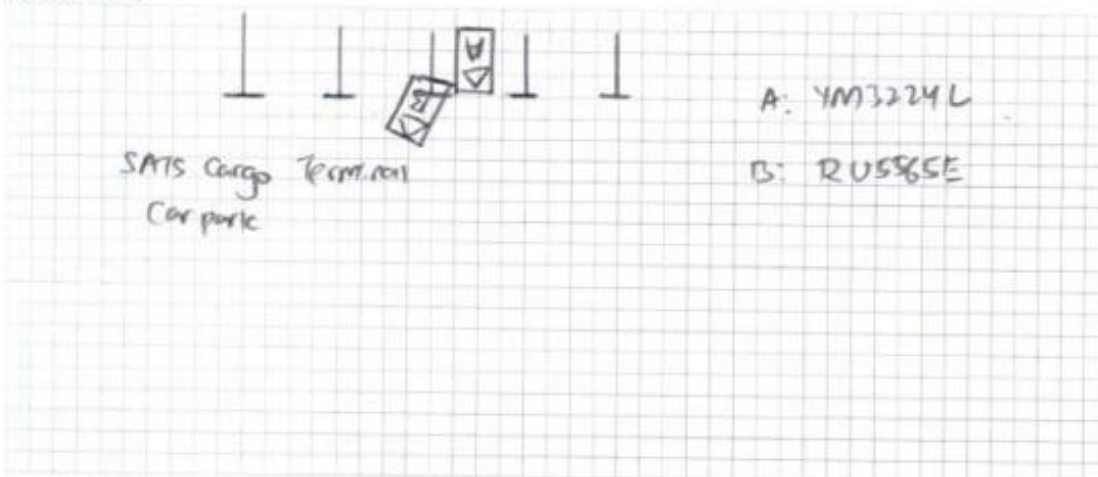 A
B
A: YM3224L
SATS Cargo Terminal
B: RU5565E
Car park